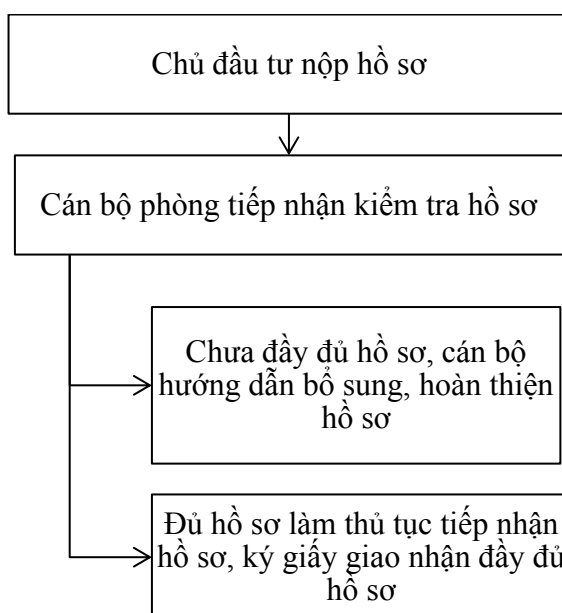 Chủ đầu tư nộp hồ sơ
Cán bộ phòng tiếp nhận kiểm tra hồ sơ
Chưa đầy đủ hồ sơ, cán bộ
hướng dẫn bổ sung, hoàn thiện
hồ sơ
Đủ hồ sơ làm thủ tục tiếp nhận
hồ sơ, ký giấy giao nhận đầy đủ
hồ sơ